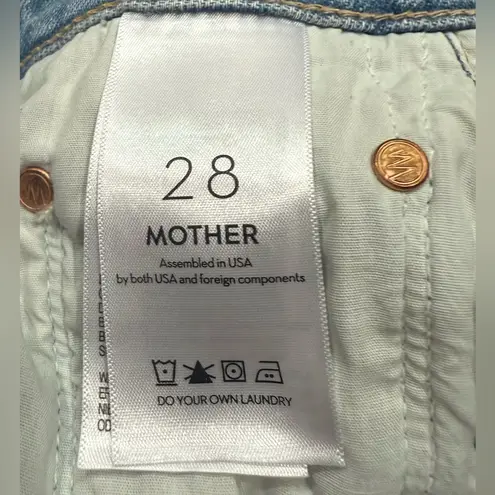 28
MOTHER
Assembled in USA
by both USA and foreign components
DO YOUR OWN LAUNDRY